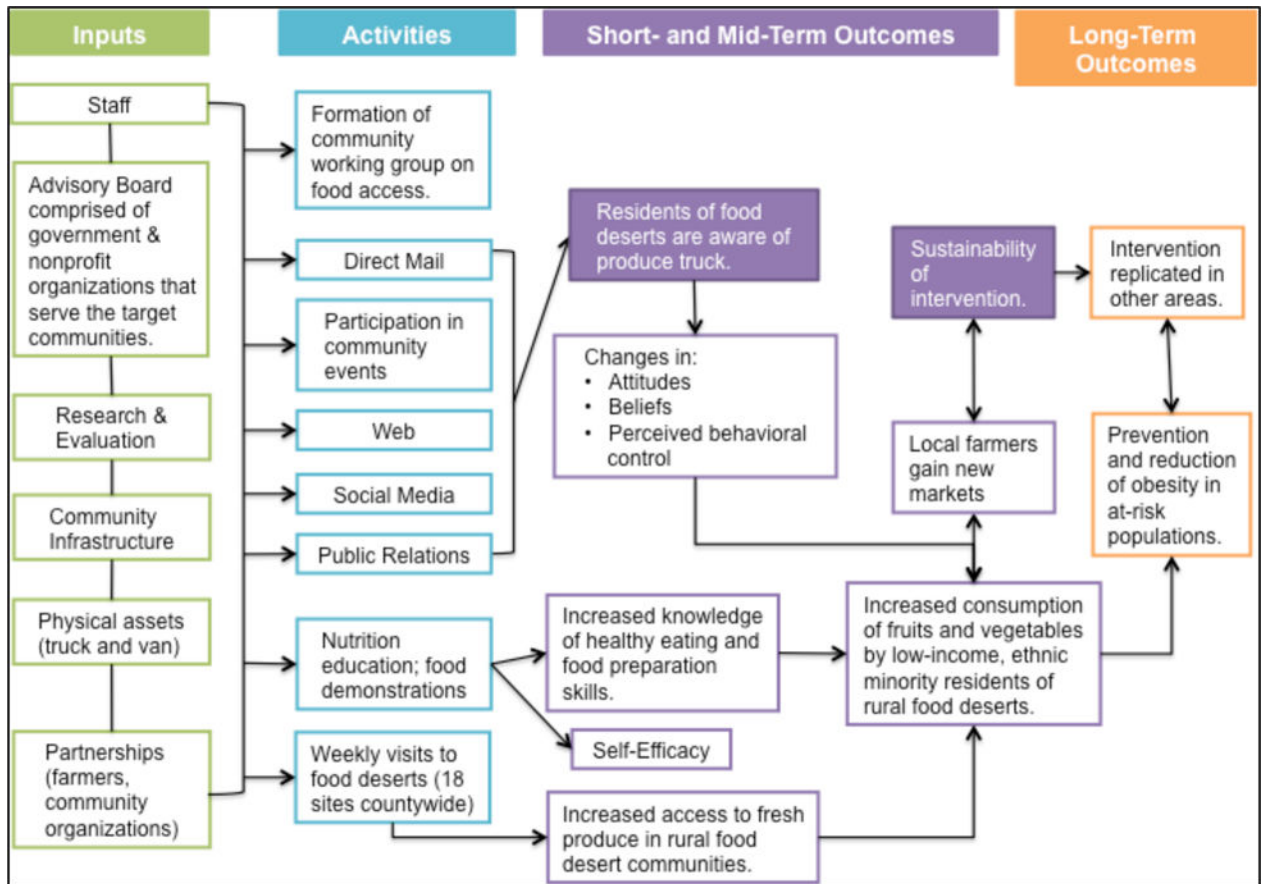 Inputs
Activities
Short- and Mid-Term Outcomes
Long-Term
Outcomes
Staff
Advisory Board
comprised of
government &
nonprofit
organizations that
serve the target
communities.
Research &
Evaluation
Community
Infrastructure
Physical assets
(truck and van)
Partnerships
(farmers,
community
organizations)
Formation of
community
working group on
food access.
Direct Mail
Participation in
community
events
Web
Social Media
Public Relations
Nutrition
education; food
demonstrations
Weekly visits to
food deserts (18
sites countywide)
Residents of food
deserts are aware of
produce truck.
Changes in:
• Attitudes
• Beliefs
• Perceived behavioral
control
Increased knowledge
of healthy eating and
food preparation
skills.
Self-Efficacy
Increased access to fresh
produce in rural food
desert communities.
Sustainability
of
intervention.
Local farmers
gain new
markets
Increased consumption
of fruits and vegetables
by low-income, ethnic
minority residents of
rural food deserts.
Intervention
replicated in
other areas.
Prevention
and reduction
of obesity in
at-risk
populations.